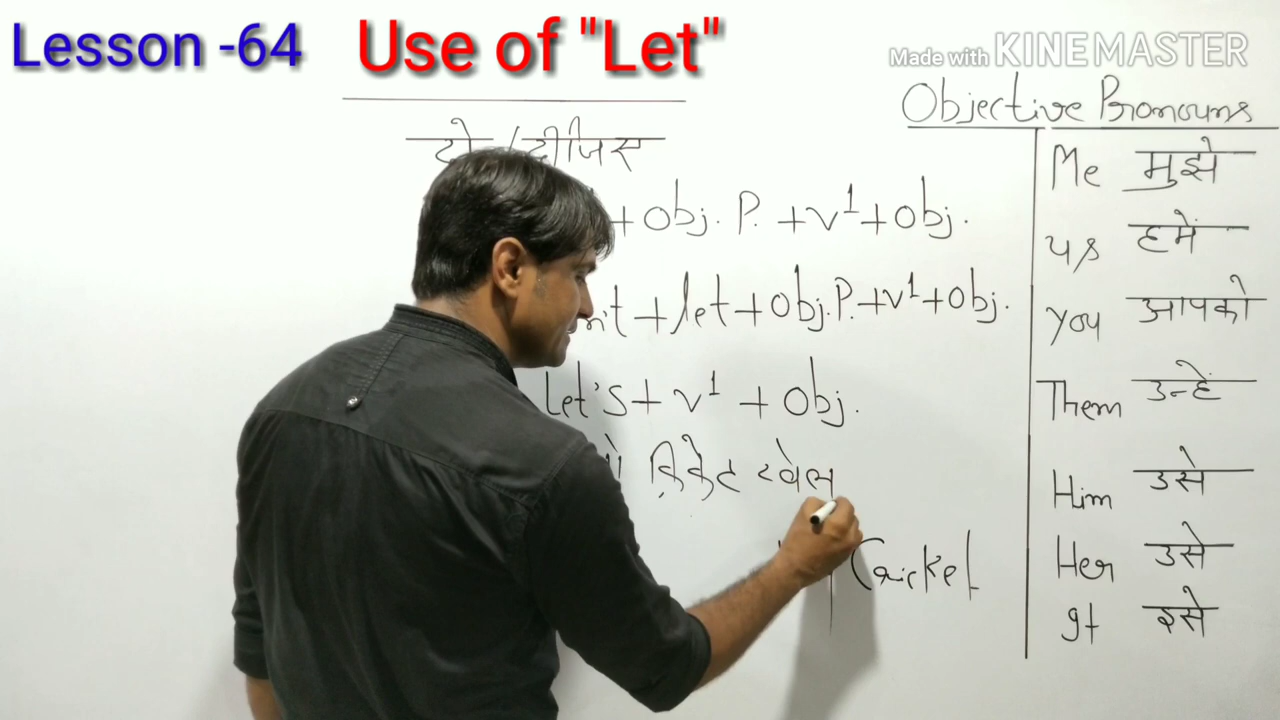 Lesson -64 Use of "Let"
Made with KINEMASTER
Objective Pronouns
टो / टीजिए
+ Obj. P. + V1 + Obj.
n't + let + Obj. P. + V1 + Obj.
Let's + V1 + Obj.
क्रिकेट खेल
Cricket
Me मुझे
us हमें
you आपको
Them उन्हें
Him उसे
Her उसे
It इसे